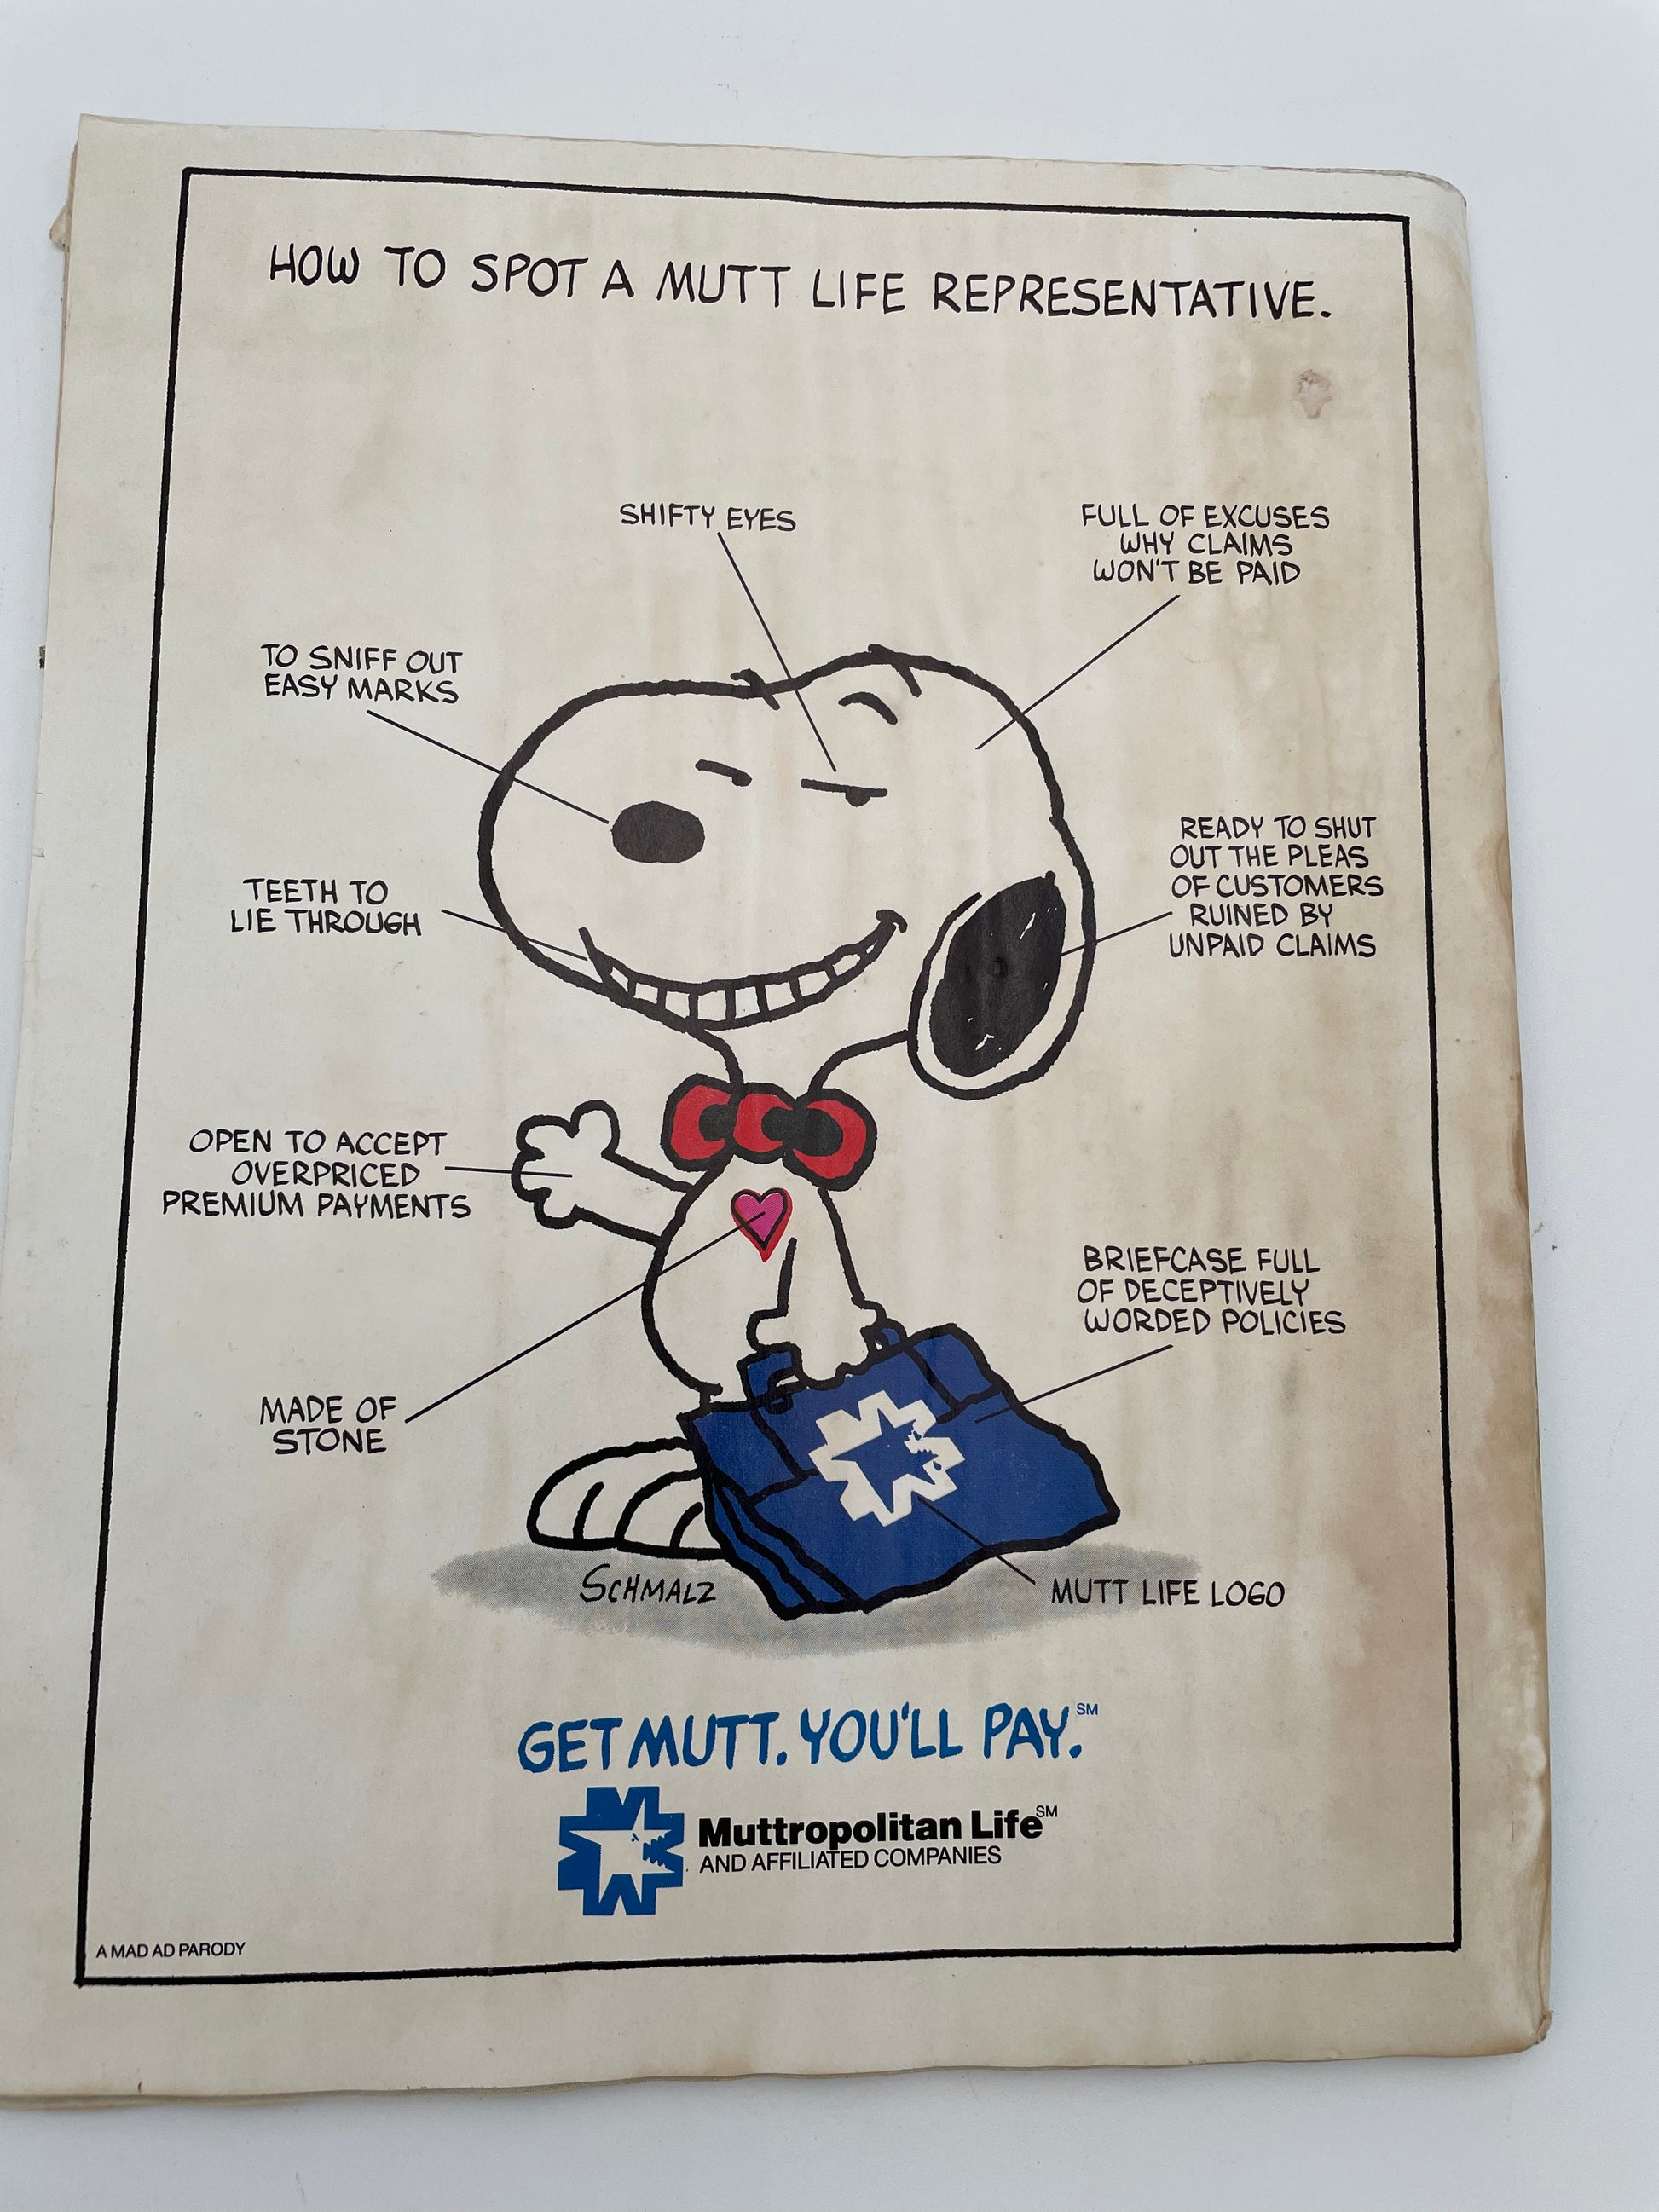 HOW TO SPOT A MUTT LIFE REPRESENTATIVE.
SHIFTY EYES
FULL OF EXCUSES
WHY CLAIMS
WON'T BE PAID
TO SNIFF OUT
EASY MARKS
READY TO SHUT
OUT THE PLEAS
OF CUSTOMERS
RUINED BY
UNPAID CLAIMS
TEETH TO
LIE THROUGH
OPEN TO ACCEPT
OVERPRICED
PREMIUM PAYMENTS
BRIEFCASE FULL
OF DECEPTIVELY
WORDED POLICIES
MADE OF
STONE
SCHMALZ
MUTT LIFE LOGO
GET MUTT. YOU'LL PAY.SM
Muttropolitan LifeSM
AND AFFILIATED COMPANIES
A MAD AD PARODY